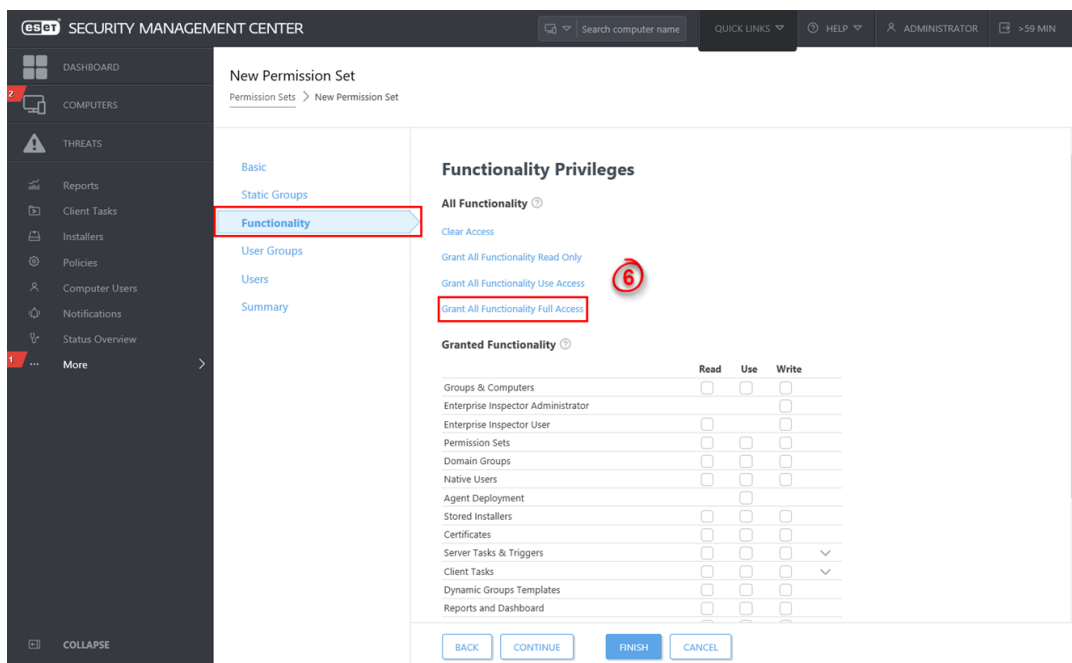 eset SECURITY MANAGEMENT CENTER
Search computer name
QUICK LINKS
HELP
ADMINISTRATOR
>59 MIN
DASHBOARD
2
COMPUTERS
THREATS
Reports
Client Tasks
Installers
Policies
Computer Users
Notifications
Status Overview
1
More
COLLAPSE
New Permission Set
Permission Sets > New Permission Set
Basic
Static Groups
Functionality
User Groups
Users
Summary
Functionality Privileges
All Functionality ?
Clear Access
Grant All Functionality Read Only
Grant All Functionality Use Access
6
Grant All Functionality Full Access
Granted Functionality ?
Read Use Write
Groups & Computers
Enterprise Inspector Administrator
Enterprise Inspector User
Permission Sets
Domain Groups
Native Users
Agent Deployment
Stored Installers
Certificates
Server Tasks & Triggers
Client Tasks
Dynamic Groups Templates
Reports and Dashboard
BACK CONTINUE FINISH CANCEL